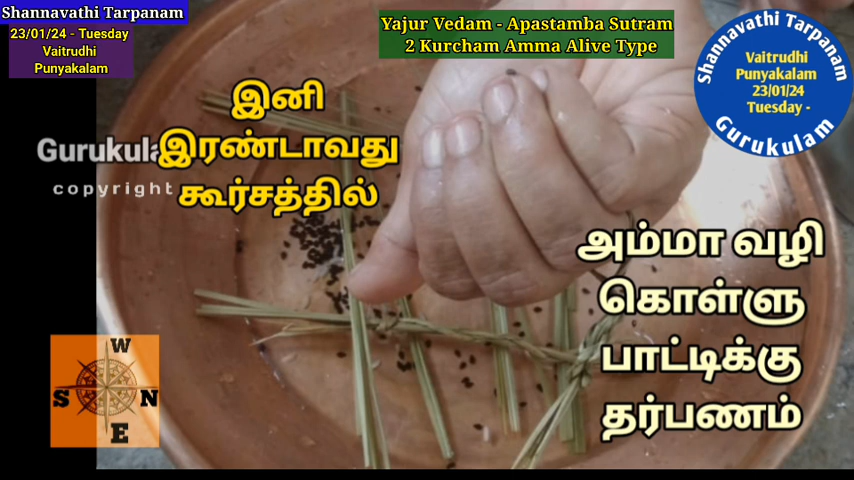 Shannavathi Tarpanam
23/01/24 - Tuesday
Vaitrudhi
Punyakalam
Yajur Vedam - Apastamba Sutram
2 Kurcham Amma Alive Type
Shannavathi Tarpanam
Vaitrudhi
Punyakalam
23/01/24
Tuesday -
Gurukulam
இனி
இரண்டாவது
கூர்சத்தில்
copyright
அம்மா வழி
கொள்ளு
பாட்டிக்கு
தர்பணம்
W
S N
E